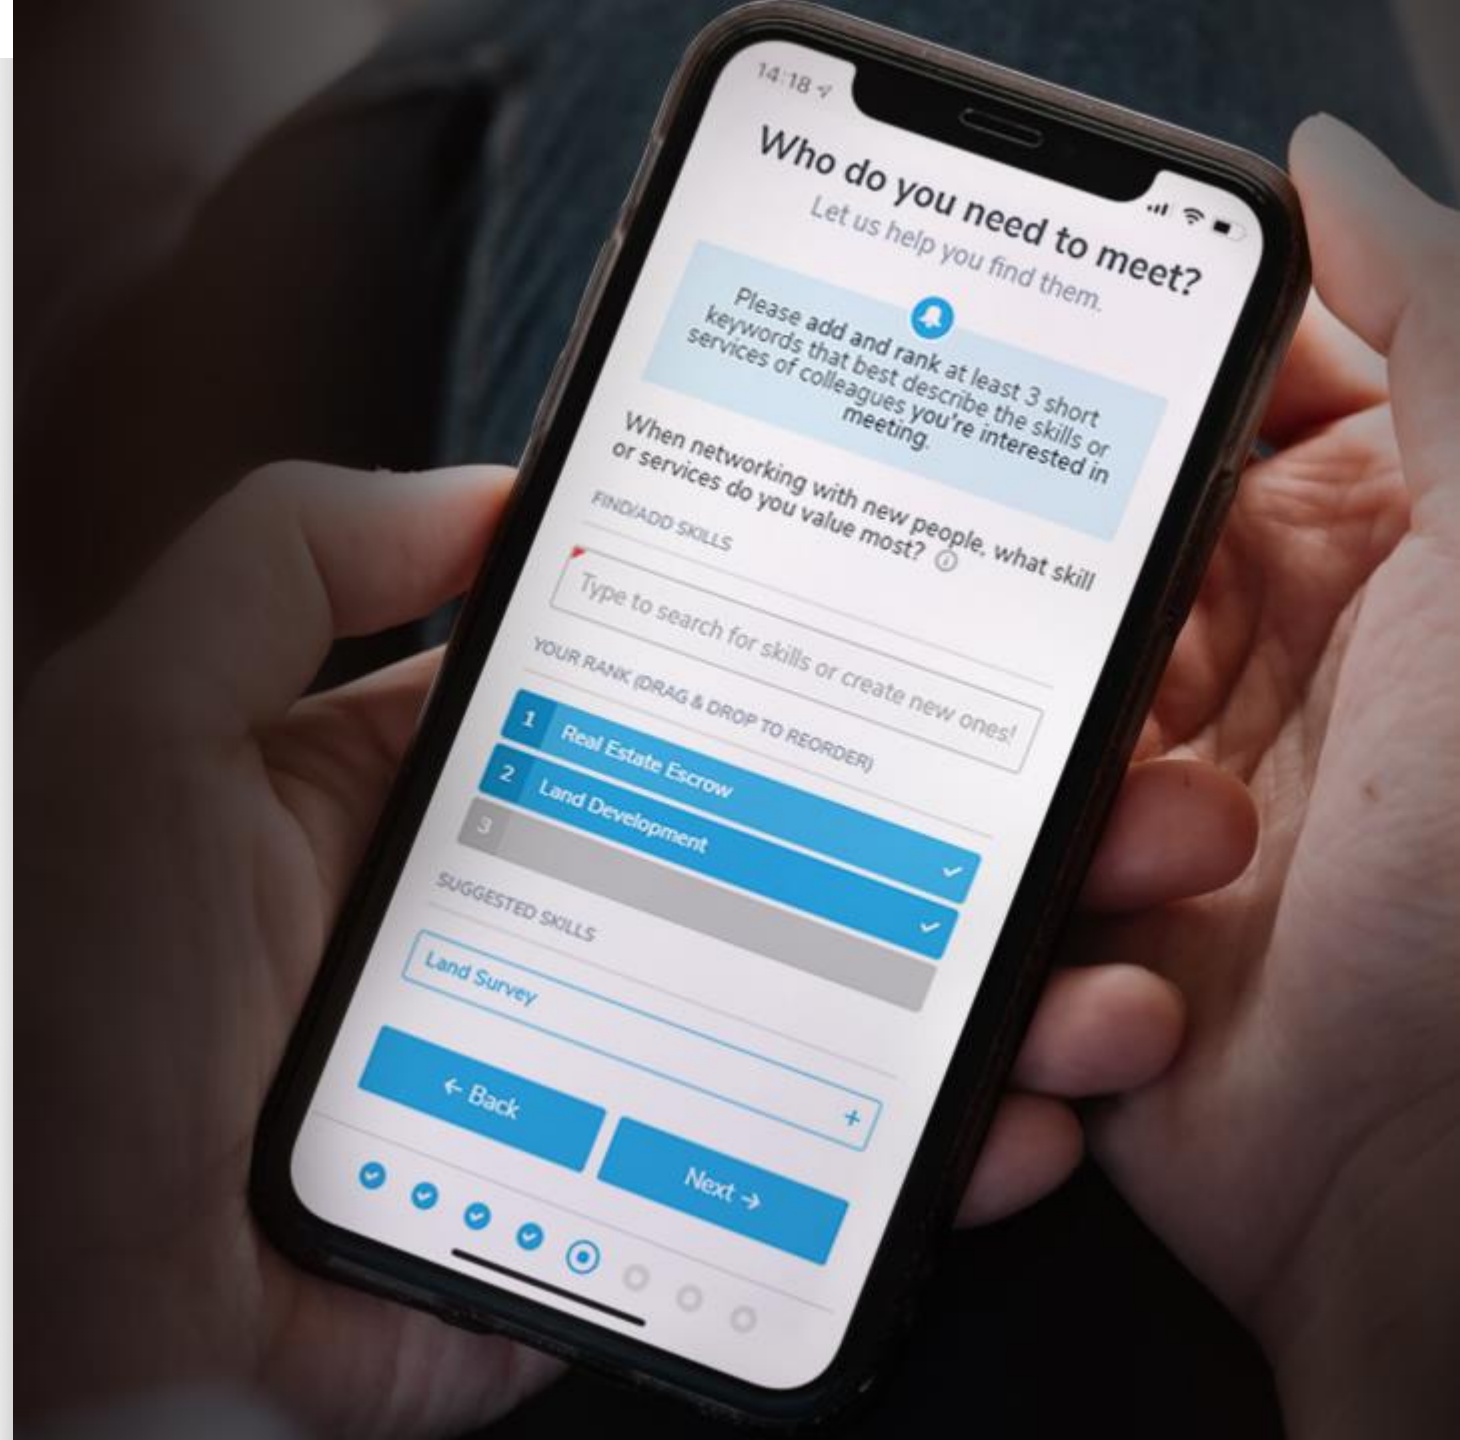 14:18
Who do you need to meet?
Let us help you find them.
Please add and rank at least 3 short
keywords that best describe the skills or
services of colleagues you're interested in
meeting.
When networking with new people, what skill
or services do you value most?
FIND/ADD SKILLS
Type to search for skills or create new ones!
YOUR RANK (DRAG & DROP TO REORDER)
1 Real Estate Escrow
2 Land Development
3
SUGGESTED SKILLS
Land Survey +
← Back
Next →